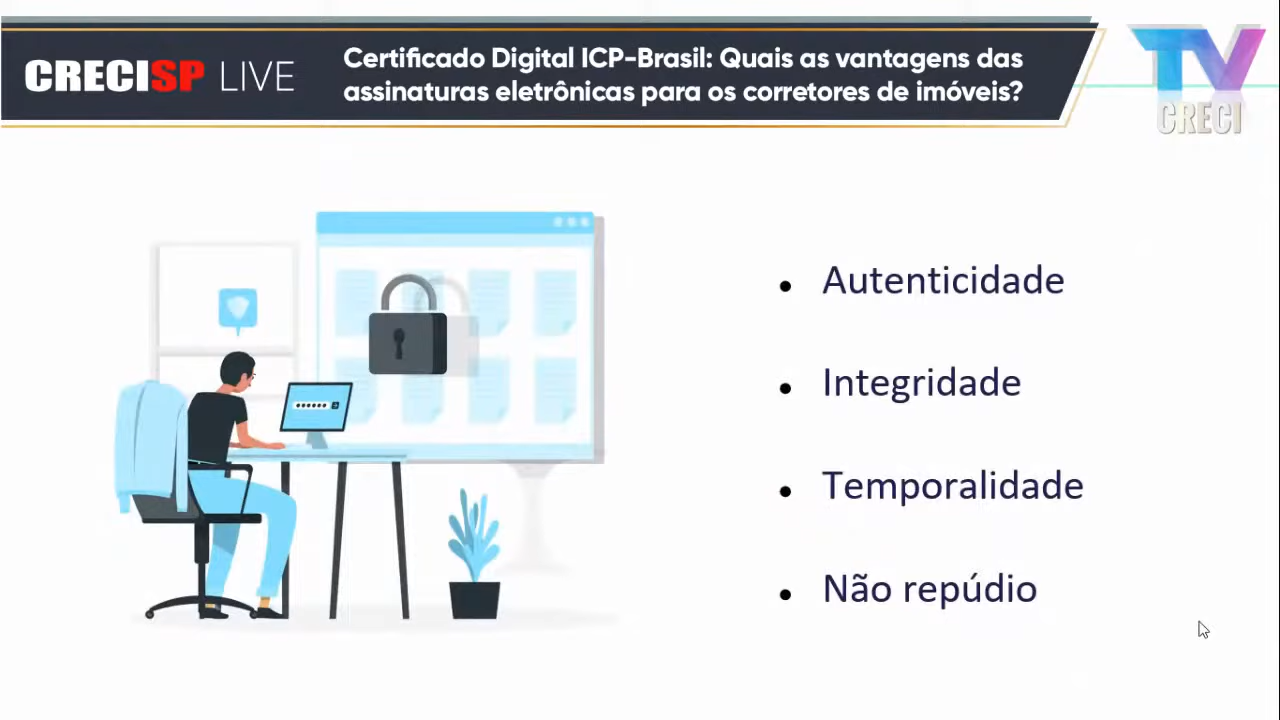 CRECISP LIVE
Certificado Digital ICP-Brasil: Quais as vantagens das
assinaturas eletrônicas para os corretores de imóveis?
TV
CRECI
• Autenticidade
• Integridade
• Temporalidade
• Não repúdio